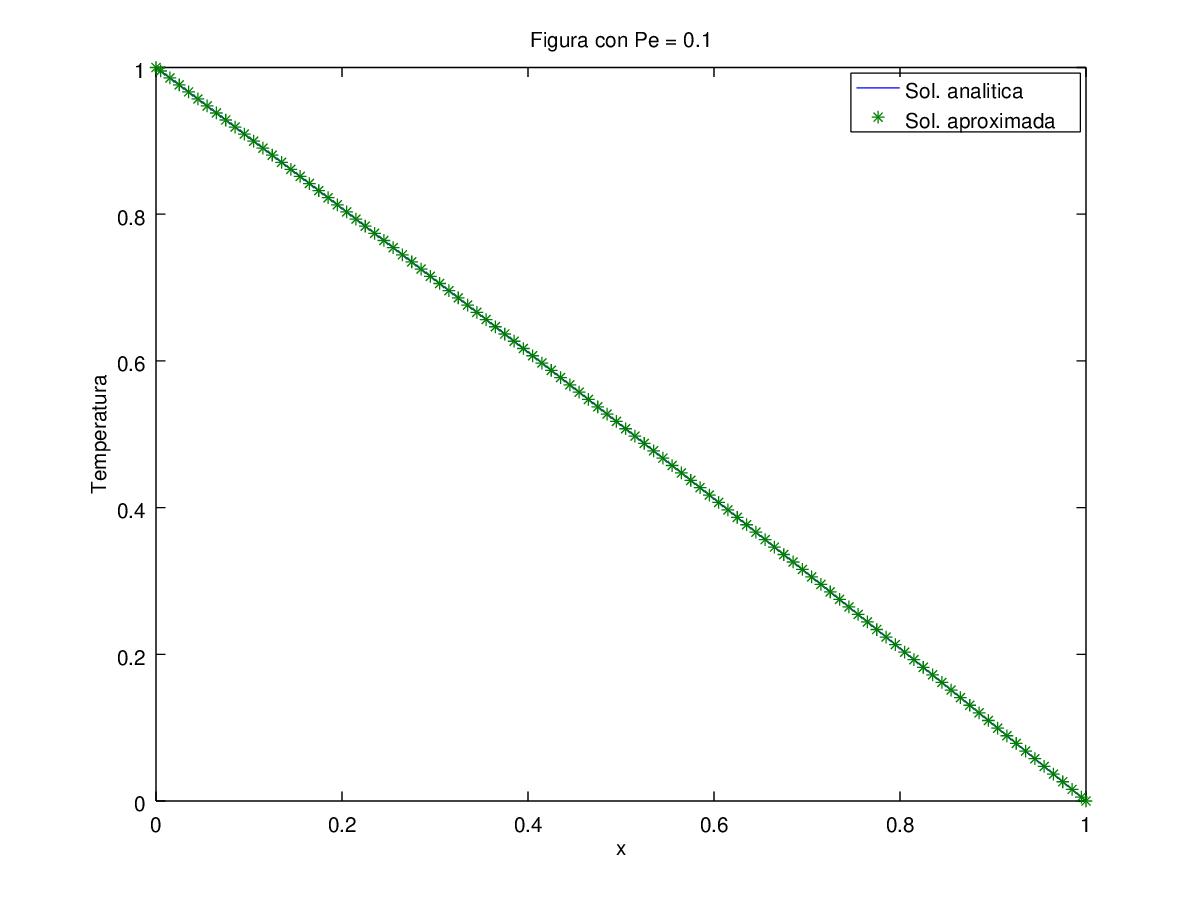 Figura con Pe = 0.1
Sol. analitica
Sol. aproximada
1
0.8
0.6
0.4
0.2
0
Temperatura
0 0.2 0.4 0.6 0.8 1
x